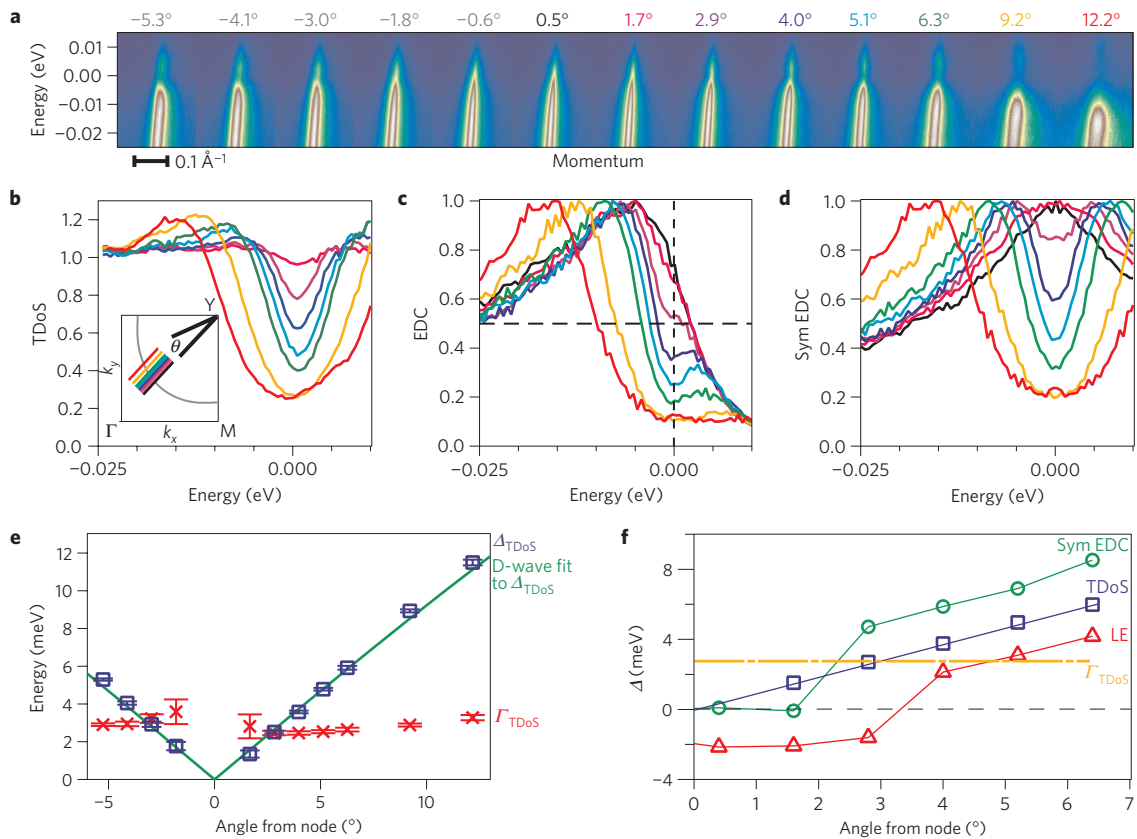 a
−5.3° −4.1° −3.0° −1.8° −0.6° 0.5° 1.7° 2.9° 4.0° 5.1° 6.3° 9.2° 12.2°
Energy (eV)
0.01
0.00
−0.01
−0.02
0.1 Å⁻¹
Momentum
b
TDoS
1.2
1.0
0.8
0.6
0.4
0.2
0.0
Y
θ
k_y
Γ k_x M
−0.025 0.000
Energy (eV)
c
EDC
1.0
0.8
0.6
0.4
0.2
0.0
−0.025 0.000
Energy (eV)
d
Sym EDC
1.0
0.8
0.6
0.4
0.2
0.0
−0.025 0.000
Energy (eV)
e
Energy (meV)
12
10
8
6
4
2
0
Δ_TDoS
D-wave fit
to Δ_TDoS
Γ_TDoS
−5 0 5 10
Angle from node (°)
f
Δ (meV)
8
4
0
−4
Sym EDC
TDoS
LE
Γ_TDoS
0 1 2 3 4 5 6 7
Angle from node (°)